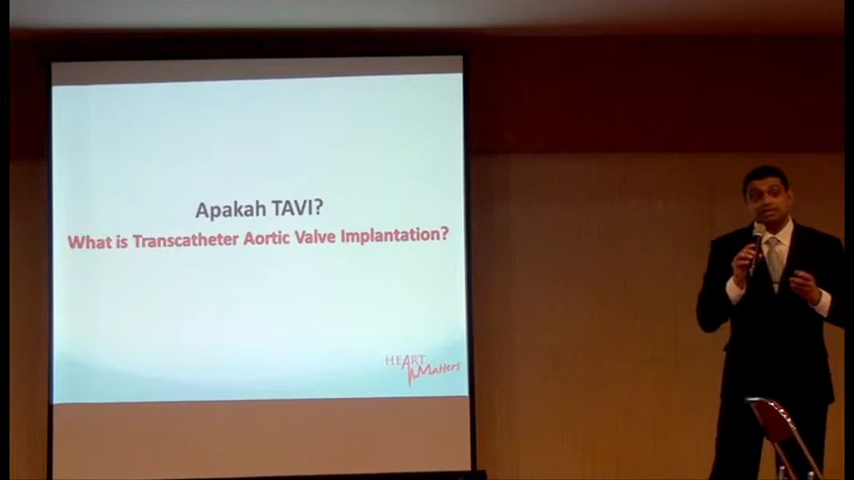 Apakah TAVI?
What is Transcatheter Aortic Valve Implantation?
HEART
Matters